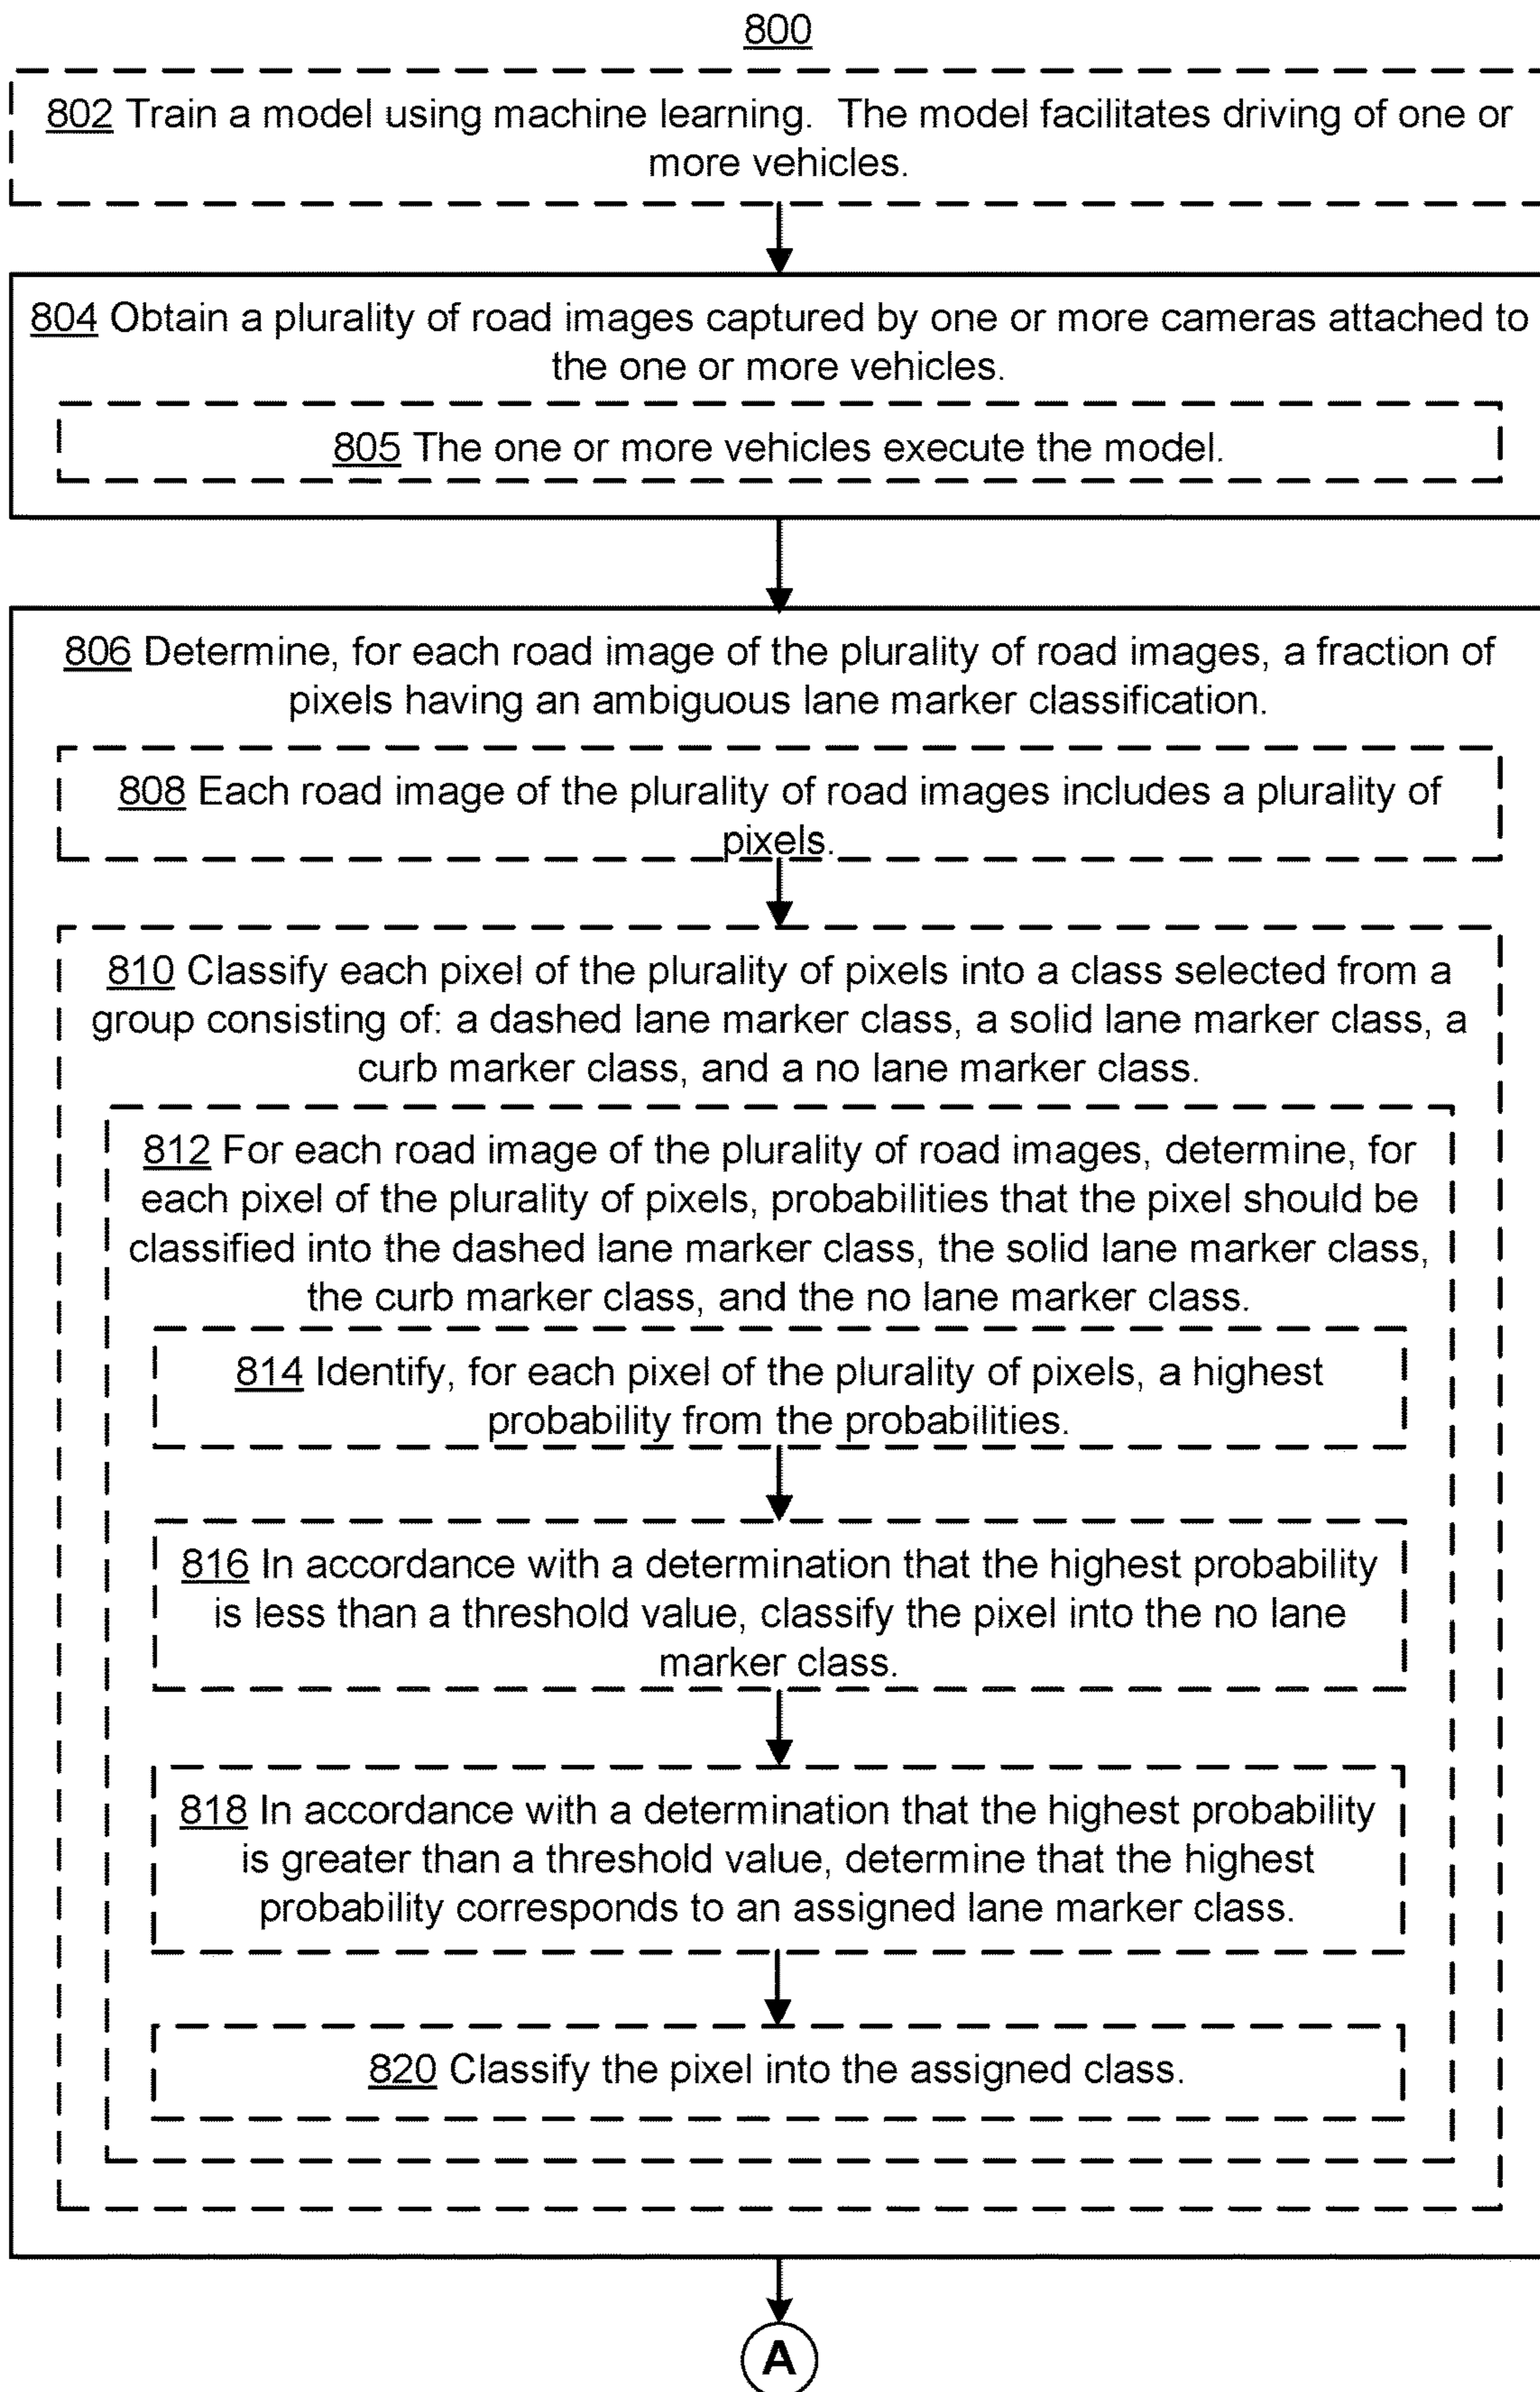 800
802 Train a model using machine learning. The model facilitates driving of one or
more vehicles.
804 Obtain a plurality of road images captured by one or more cameras attached to
the one or more vehicles.
805 The one or more vehicles execute the model.
806 Determine, for each road image of the plurality of road images, a fraction of
pixels having an ambiguous lane marker classification.
808 Each road image of the plurality of road images includes a plurality of
pixels.
810 Classify each pixel of the plurality of pixels into a class selected from a
group consisting of: a dashed lane marker class, a solid lane marker class, a
curb marker class, and a no lane marker class.
812 For each road image of the plurality of road images, determine, for
each pixel of the plurality of pixels, probabilities that the pixel should be
classified into the dashed lane marker class, the solid lane marker class,
the curb marker class, and the no lane marker class.
814 Identify, for each pixel of the plurality of pixels, a highest
probability from the probabilities.
816 In accordance with a determination that the highest probability
is less than a threshold value, classify the pixel into the no lane
marker class.
818 In accordance with a determination that the highest probability
is greater than a threshold value, determine that the highest
probability corresponds to an assigned lane marker class.
820 Classify the pixel into the assigned class.
A